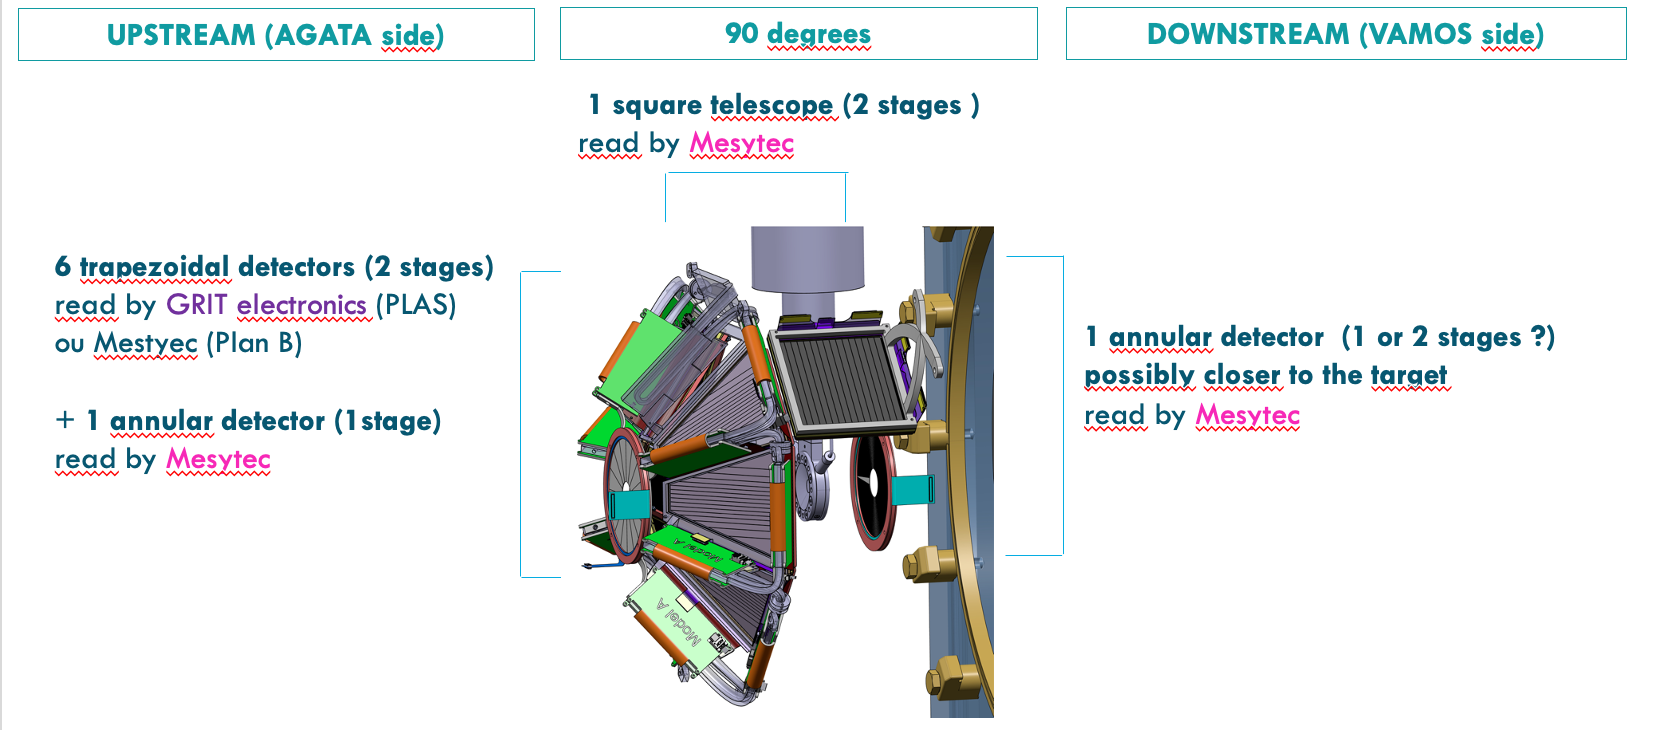 UPSTREAM (AGATA side)
90 degrees
DOWNSTREAM (VAMOS side)
1 square telescope (2 stages )
read by Mesytec
6 trapezoidal detectors (2 stages)
read by GRIT electronics (PLAS)
ou Mestyec (Plan B)
+ 1 annular detector (1stage)
read by Mesytec
1 annular detector  (1 or 2 stages ?)
possibly closer to the target
read by Mesytec
Model A
Model A